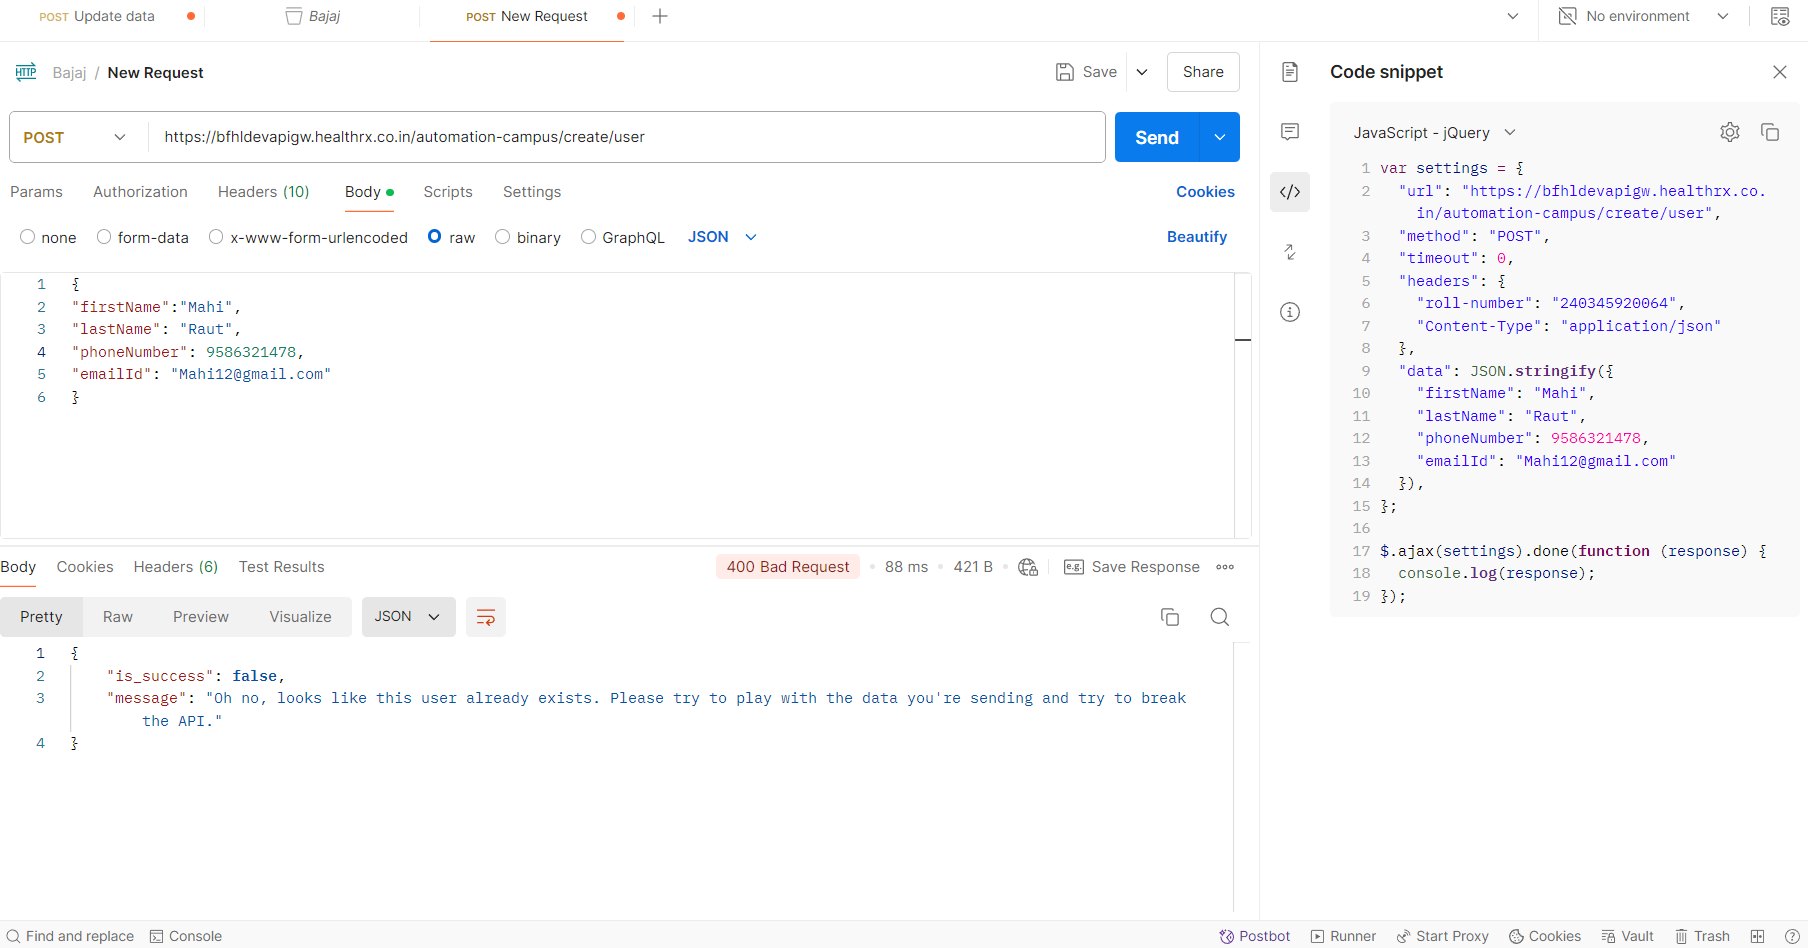 POST Update data
Bajaj
POST New Request
No environment
HTTP Bajaj / New Request
Save
Share
POST
https://bfhldevapigw.healthrx.co.in/automation-campus/create/user
Send
Params Authorization Headers (10) Body Scripts Settings
Cookies
none form-data x-www-form-urlencoded raw binary GraphQL JSON
Beautify
1 {
2 "firstName":"Mahi",
3 "lastName": "Raut",
4 "phoneNumber": 9586321478,
5 "emailId": "Mahi12@gmail.com"
6 }
Body Cookies Headers (6) Test Results
400 Bad Request 88 ms 421 B e.g. Save Response
Pretty Raw Preview Visualize JSON
1 {
2 "is_success": false,
3 "message": "Oh no, looks like this user already exists. Please try to play with the data you're sending and try to break
the API."
4 }
Code snippet
JavaScript - jQuery
1 var settings = {
2 "url": "https://bfhldevapigw.healthrx.co.
in/automation-campus/create/user",
3 "method": "POST",
4 "timeout": 0,
5 "headers": {
6 "roll-number": "240345920064",
7 "Content-Type": "application/json"
8 },
9 "data": JSON.stringify({
10 "firstName": "Mahi",
11 "lastName": "Raut",
12 "phoneNumber": 9586321478,
13 "emailId": "Mahi12@gmail.com"
14 }),
15 };
16
17 $.ajax(settings).done(function (response) {
18 console.log(response);
19 });
Find and replace Console
Postbot Runner Start Proxy Cookies Vault Trash